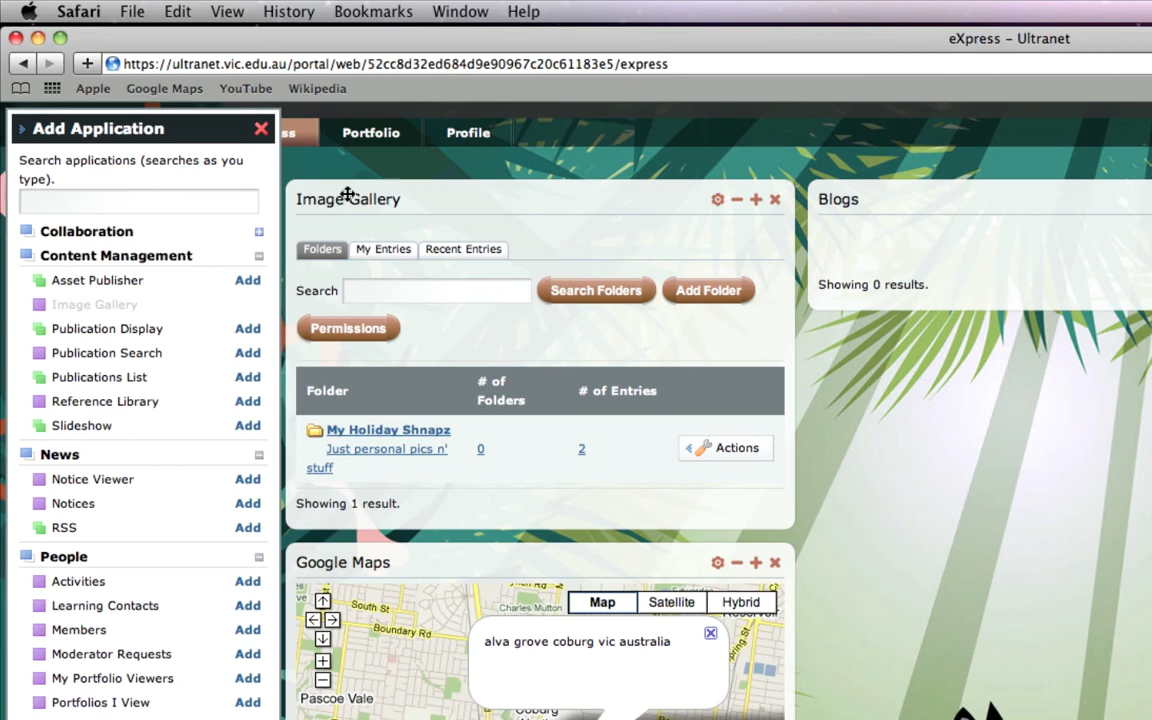 Safari File Edit View History Bookmarks Window Help
eXpress – Ultranet
https://ultranet.vic.edu.au/portal/web/52cc8d32ed684d9e90967c20c61183e5/express
Apple Google Maps YouTube Wikipedia
Add Application
Search applications (searches as you
type).
Collaboration
Content Management
Asset Publisher Add
Image Gallery
Publication Display Add
Publication Search Add
Publications List Add
Reference Library Add
Slideshow Add
News
Notice Viewer Add
Notices Add
RSS Add
People
Activities Add
Learning Contacts Add
Members Add
Moderator Requests Add
My Portfolio Viewers Add
Portfolios I View Add
ss Portfolio Profile
Image Gallery
Folders My Entries Recent Entries
Search Search Folders Add Folder
Permissions
Folder # of Folders # of Entries
My Holiday Shnapz
Just personal pics n' 0 2 Actions
stuff
Showing 1 result.
Google Maps
Map Satellite Hybrid
South St
Charles Mutton
Boundary Rd
alva grove coburg vic australia
Spring St
Pascoe Vale
Coburg
Blogs
Showing 0 results.